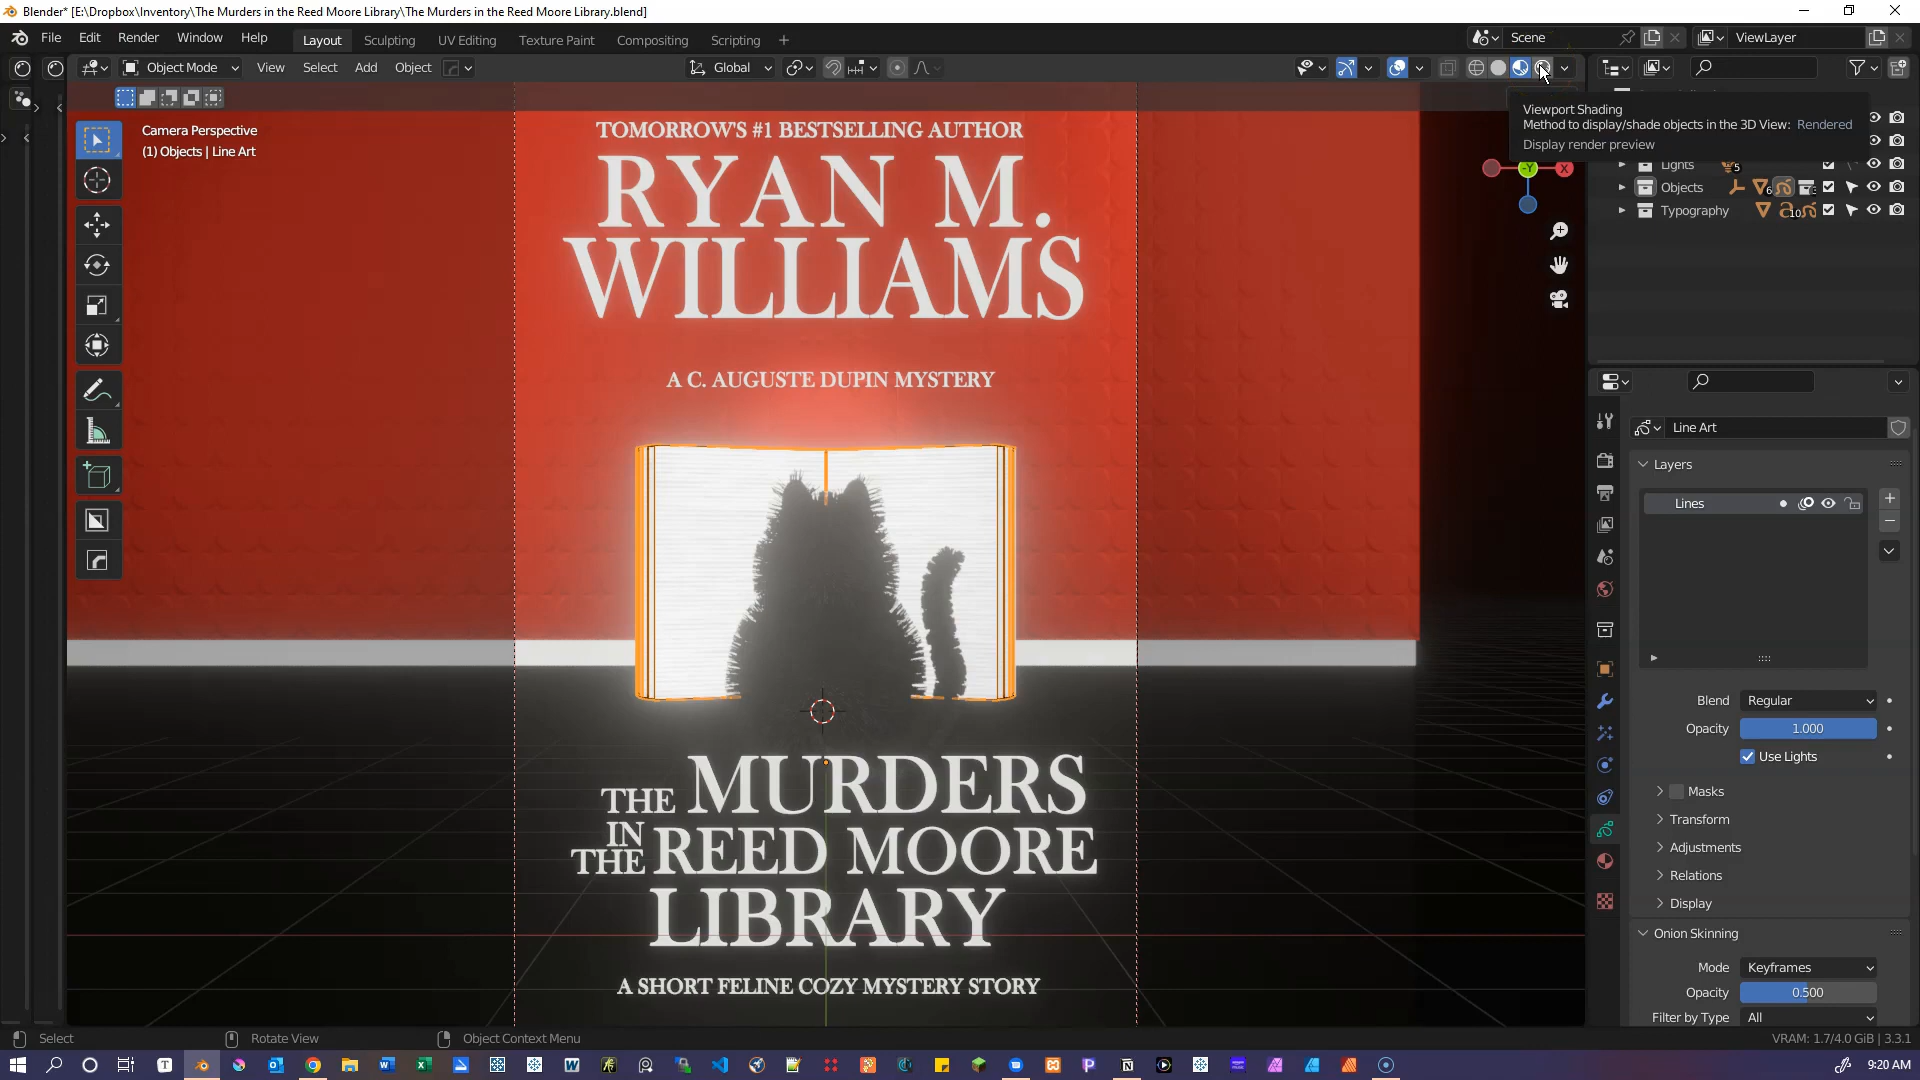 Blender* [E:\Dropbox\Inventory\The Murders in the Reed Moore Library\The Murders in the Reed Moore Library.blend]
File Edit Render Window Help
Layout Sculpting UV Editing Texture Paint Compositing Scripting +
Scene
ViewLayer
Object Mode View Select Add Object
Global
Camera Perspective
(1) Objects | Line Art
Viewport Shading
Method to display/shade objects in the 3D View: Rendered
Display render preview
Lights 5
Objects 6
Typography 10
-Y X
TOMORROW'S #1 BESTSELLING AUTHOR
RYAN M.
WILLIAMS
A C. AUGUSTE DUPIN MYSTERY
THE MURDERS
IN
THE REED MOORE
LIBRARY
A SHORT FELINE COZY MYSTERY STORY
Line Art
Layers
Lines
Blend Regular
Opacity 1.000
Use Lights
Masks
Transform
Adjustments
Relations
Display
Onion Skinning
Mode Keyframes
Opacity 0.500
Filter by Type All
Select Rotate View Object Context Menu
VRAM: 1.7/4.0 GiB | 3.3.1
9:20 AM